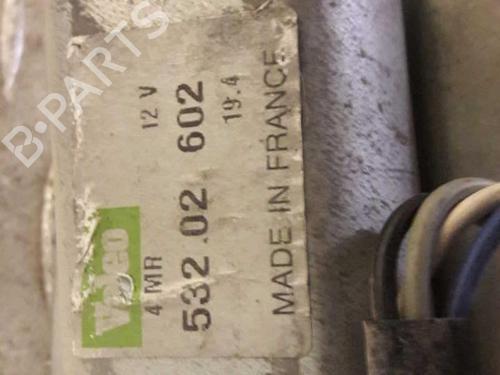 B-PARTS
Valeo
12 V
4 MR
532.02 602
19.4
MADE IN FRANCE